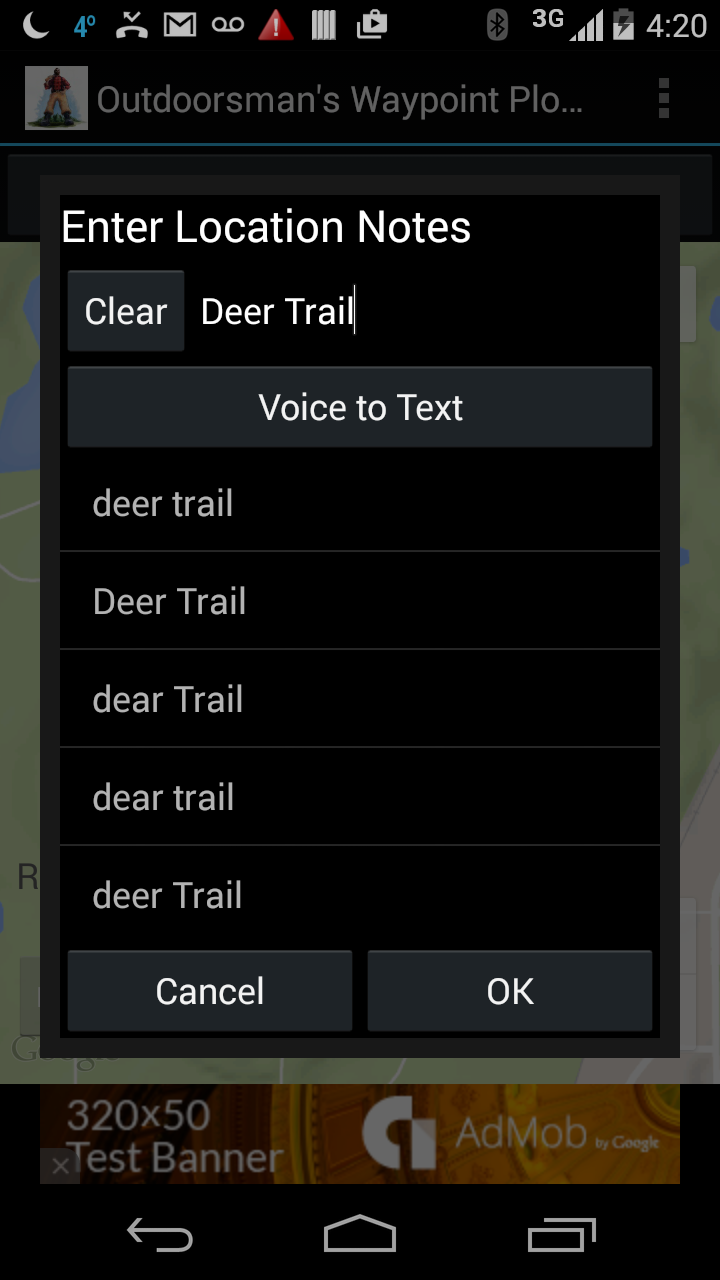 4°
3G
4:20
Outdoorsman's Waypoint Plo...
Enter Location Notes
Clear
Deer Trail
Voice to Text
deer trail
Deer Trail
dear Trail
dear trail
deer Trail
R
Cancel
OK
Google
320x50
Test Banner
AdMob by Google